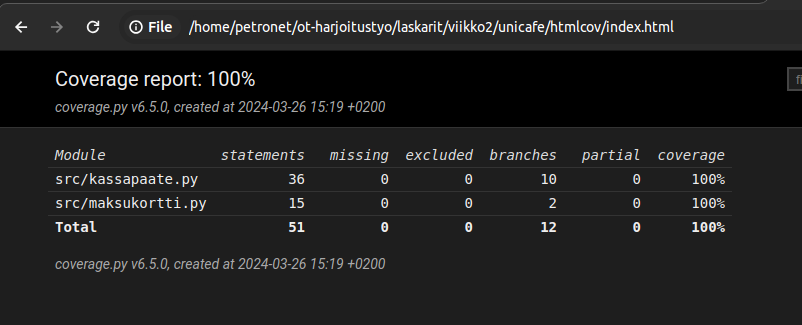 File /home/petronet/ot-harjoitustyo/laskarit/viikko2/unicafe/htmlcov/index.html
Coverage report: 100%
coverage.py v6.5.0, created at 2024-03-26 15:19 +0200
Module statements missing excluded branches partial coverage
src/kassapaate.py 36 0 0 10 0 100%
src/maksukortti.py 15 0 0 2 0 100%
Total 51 0 0 12 0 100%
coverage.py v6.5.0, created at 2024-03-26 15:19 +0200